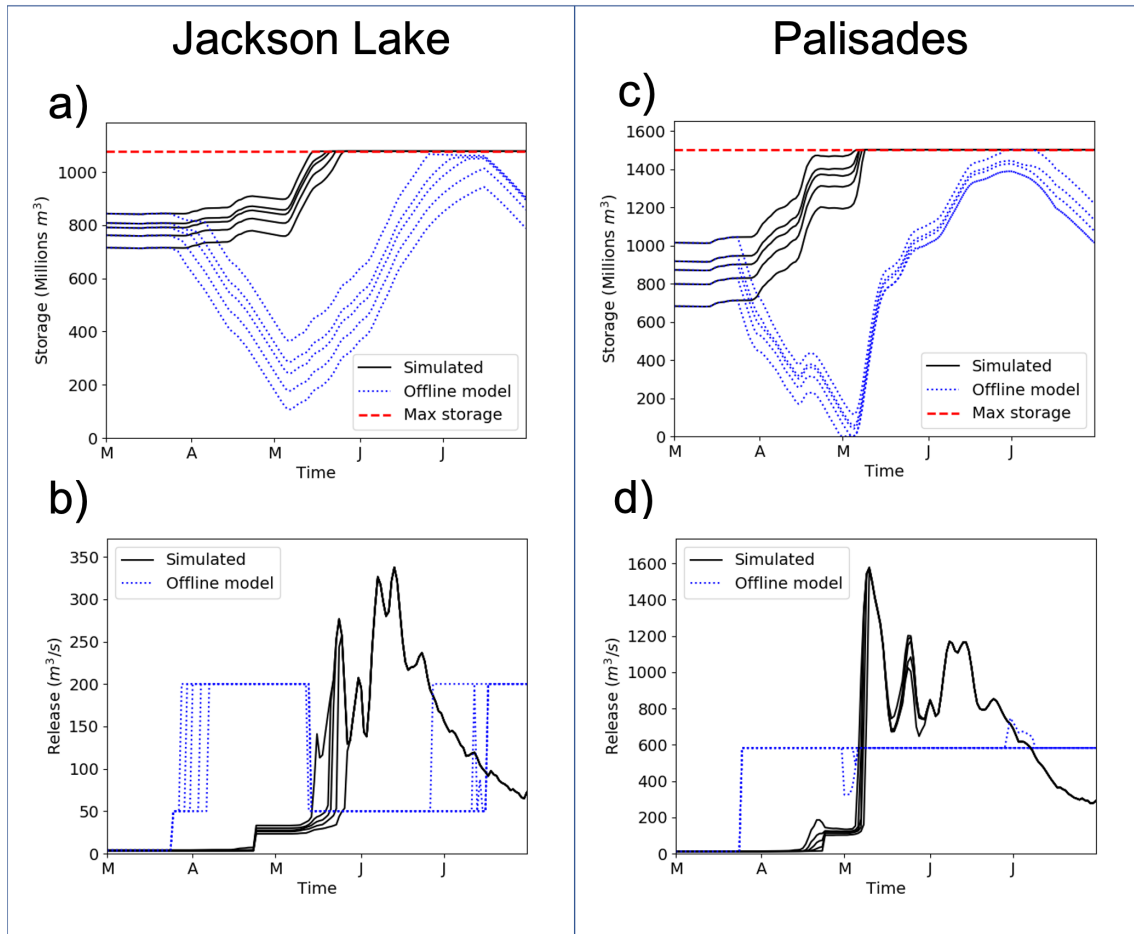 Jackson Lake
Palisades
a)
Storage (Millions m³)
1000
800
600
400
200
0
Simulated
Offline model
Max storage
M A M J J
Time
c)
Storage (Millions m³)
1600
1400
1200
1000
800
600
400
200
0
Simulated
Offline model
Max storage
M A M J J
Time
b)
Release (m³/s)
350
300
250
200
150
100
50
0
Simulated
Offline model
M A M J J
Time
d)
Release (m³/s)
1600
1400
1200
1000
800
600
400
200
0
Simulated
Offline model
M A M J J
Time